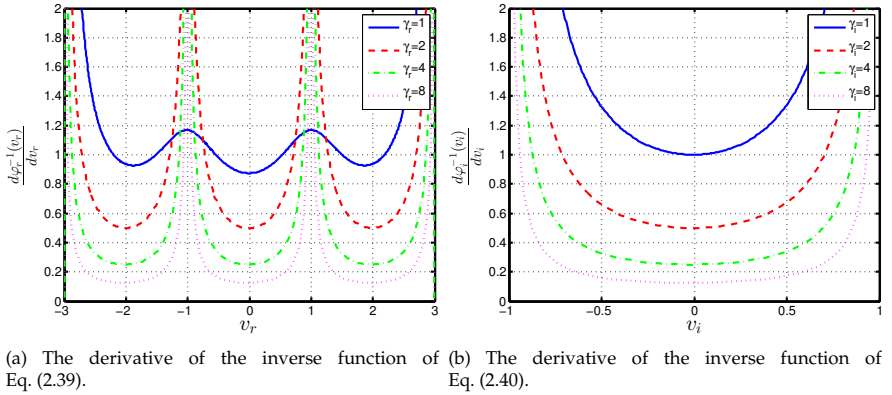 2
1.8
1.6
1.4
1.2
1
0.8
0.6
0.4
0.2
0
−3 −2 −1 0 1 2 3
dφ_r^{-1}(v_r)
dv_r
v_r
γ_r=1
γ_r=2
γ_r=4
γ_r=8
2
1.8
1.6
1.4
1.2
1
0.8
0.6
0.4
0.2
0
−1 −0.5 0 0.5 1
dφ_i^{-1}(v_i)
dv_i
v_i
γ_i=1
γ_i=2
γ_i=4
γ_i=8
(a) The derivative of the inverse function of
Eq. (2.39).
(b) The derivative of the inverse function of
Eq. (2.40).